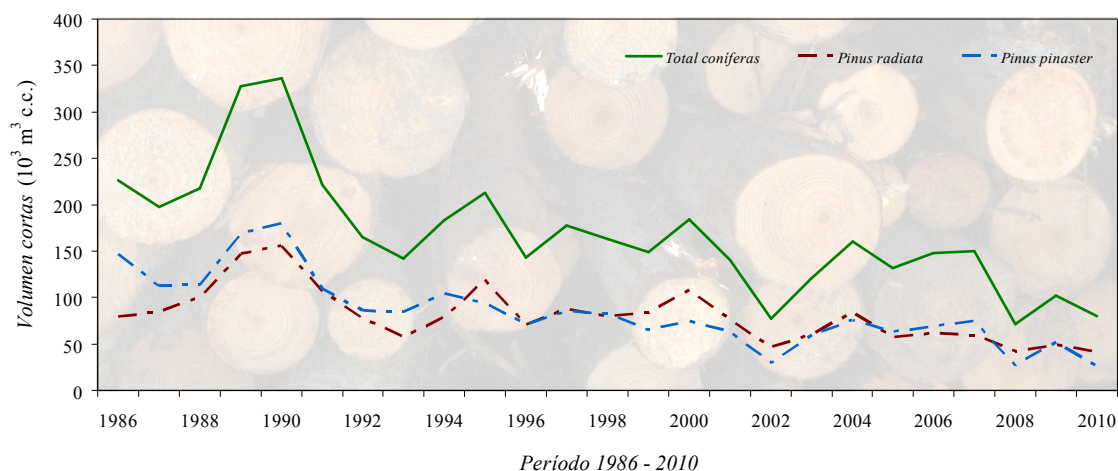 400
350
300
250
200
150
100
50
0
Volumen cortas (10³ m³ c.c.)
Total coníferas Pinus radiata Pinus pinaster
1986 1988 1990 1992 1994 1996 1998 2000 2002 2004 2006 2008 2010
Período 1986 - 2010